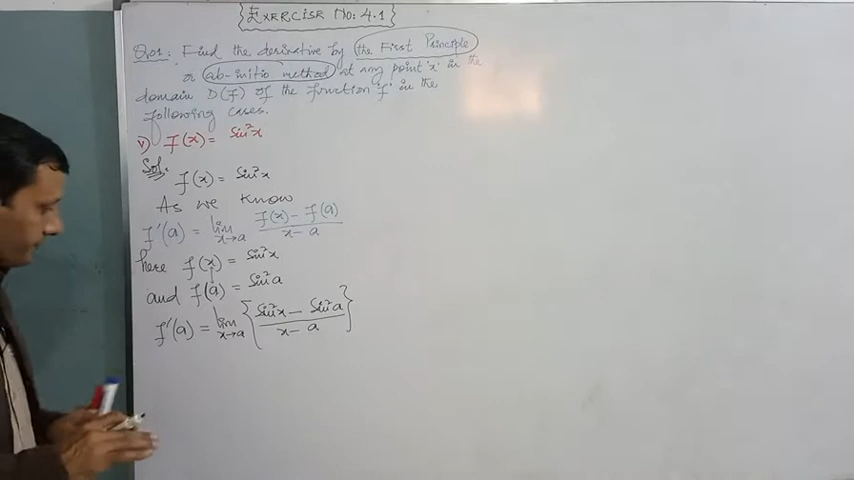 EXERCISE NO: 4.1
Q.01: Find the derivative by the First Principle
or ab-initio method at any point 'x' in the
domain D(f) of the function 'f' in the
following cases.
v) f(x) = Sin²x
Sol.
f(x) = Sin²x
As we know
f'(a) = lim x→a f(x) - f(a) / x - a
here f(x) = Sin²x
and f(a) = Sin²a
f'(a) = lim x→a { Sin²x - Sin²a / x - a }